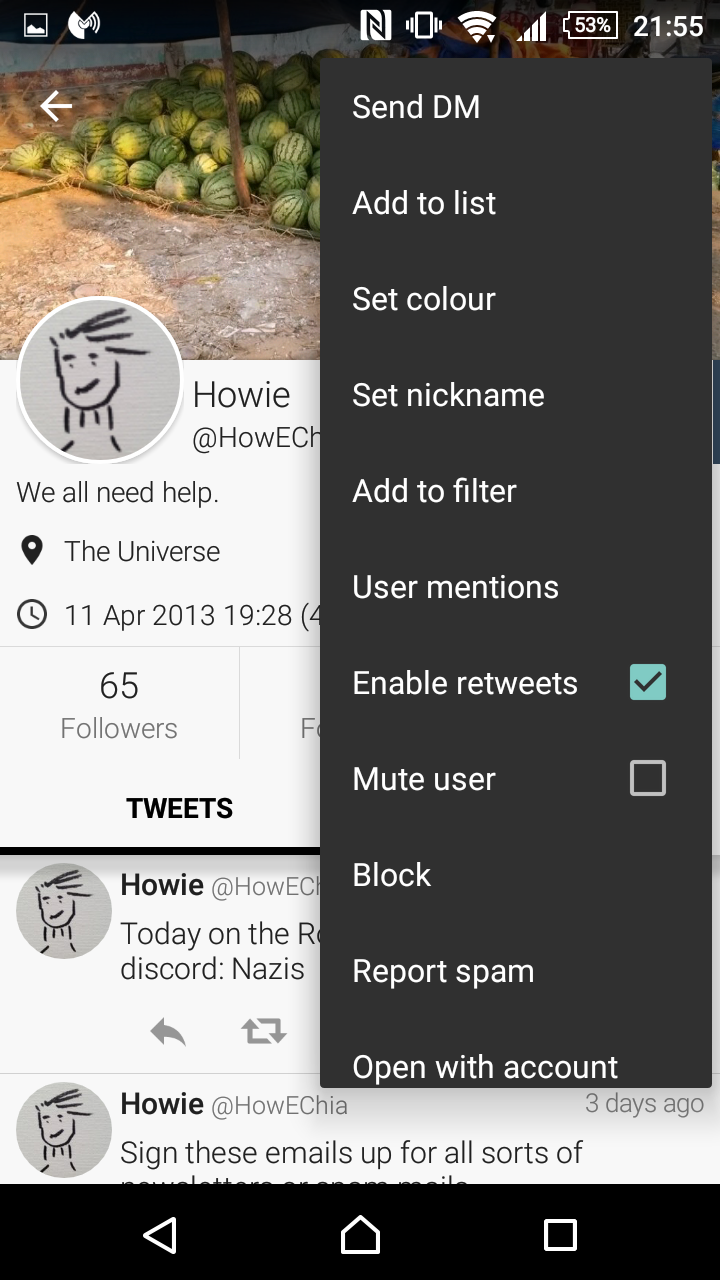 53% 21:55
Send DM
Add to list
Set colour
Set nickname
Add to filter
User mentions
Enable retweets
Mute user
Block
Report spam
Open with account
Howie
@HowECh
We all need help.
The Universe
11 Apr 2013 19:28 (4
65
Followers
TWEETS
Howie @HowECh
Today on the Ro
discord: Nazis
Howie @HowEChia 3 days ago
Sign these emails up for all sorts of